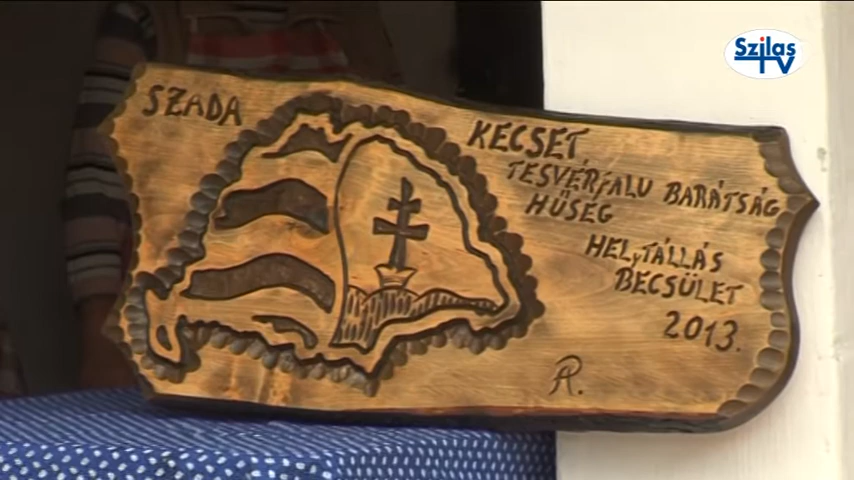 Szilas
TV
SZADA
KECSET
TESVÉRFALU BARÁTSÁG
HŰSÉG
HELYTÁLLÁS
BECSÜLET
2013.